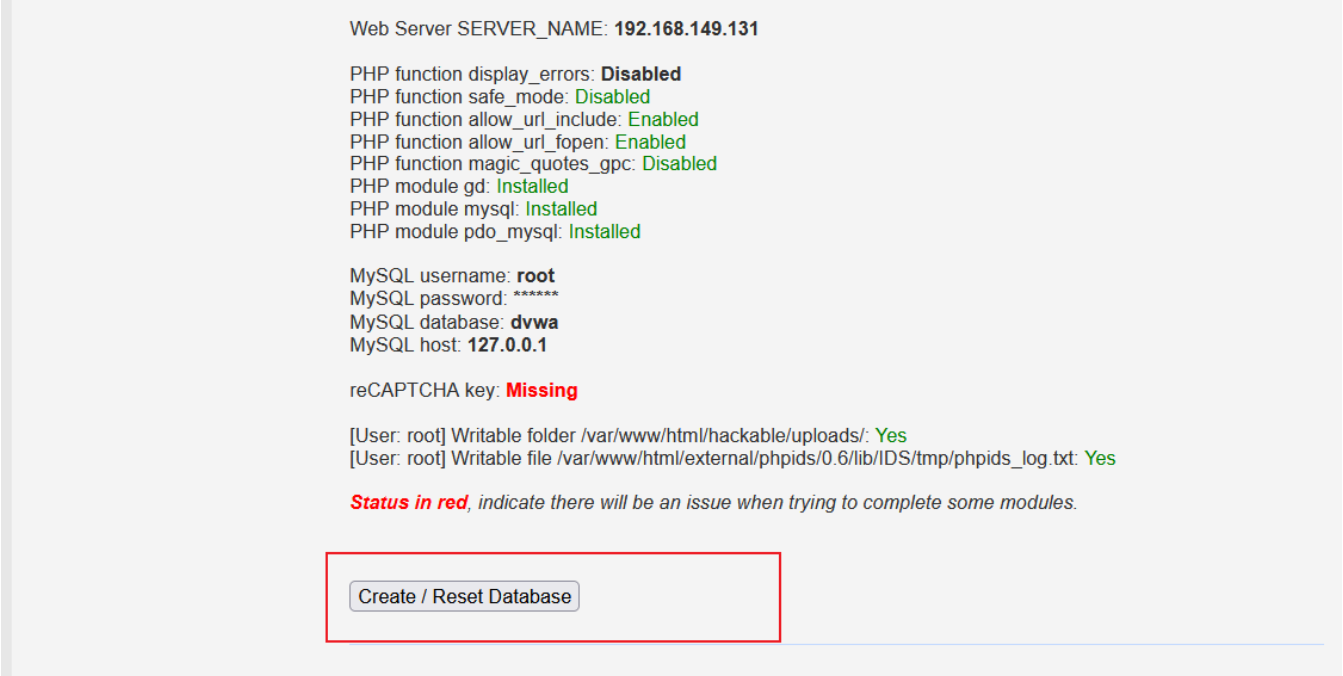 Web Server SERVER_NAME: 192.168.149.131
PHP function display_errors: Disabled
PHP function safe_mode: Disabled
PHP function allow_url_include: Enabled
PHP function allow_url_fopen: Enabled
PHP function magic_quotes_gpc: Disabled
PHP module gd: Installed
PHP module mysql: Installed
PHP module pdo_mysql: Installed
MySQL username: root
MySQL password: ******
MySQL database: dvwa
MySQL host: 127.0.0.1
reCAPTCHA key: Missing
[User: root] Writable folder /var/www/html/hackable/uploads/: Yes
[User: root] Writable file /var/www/html/external/phpids/0.6/lib/IDS/tmp/phpids_log.txt: Yes
Status in red, indicate there will be an issue when trying to complete some modules.
Create / Reset Database